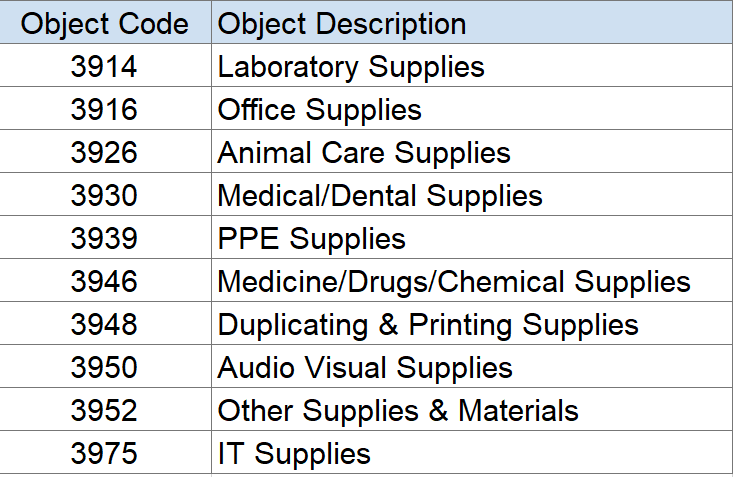 Object Code Object Description
3914 Laboratory Supplies
3916 Office Supplies
3926 Animal Care Supplies
3930 Medical/Dental Supplies
3939 PPE Supplies
3946 Medicine/Drugs/Chemical Supplies
3948 Duplicating & Printing Supplies
3950 Audio Visual Supplies
3952 Other Supplies & Materials
3975 IT Supplies